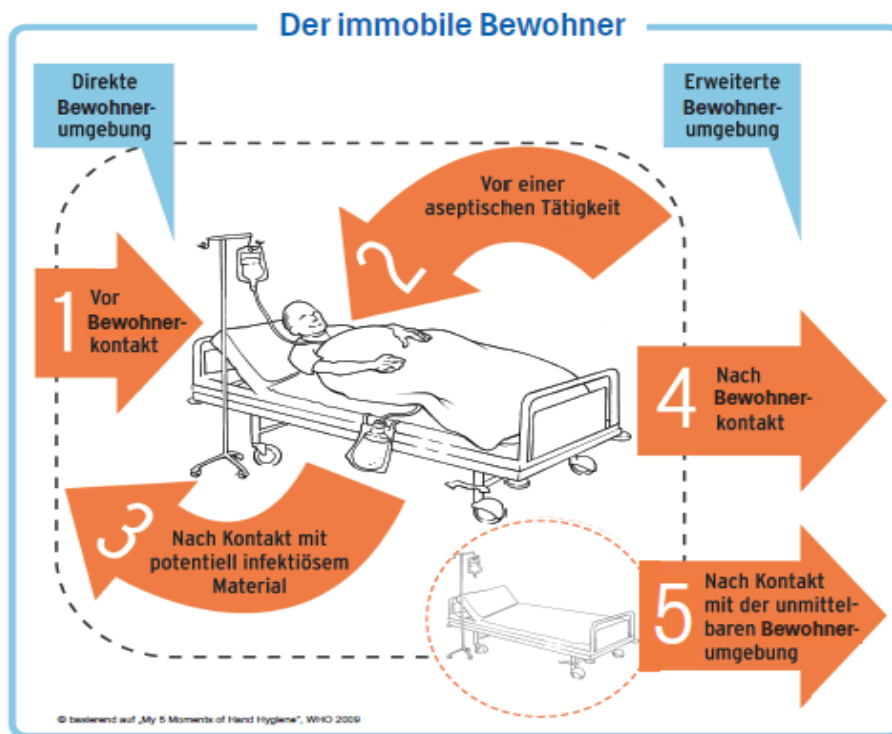 Der immobile Bewohner
Direkte
Bewohner-
umgebung
Erweiterte
Bewohner
umgebung
Vor einer
aseptischen Tätigkeit
2
1
Vor
Bewohner-
kontakt
4
Nach
Bewohner-
kontakt
3
Nach Kontakt mit
potentiell infektiösem
Material
5
Nach Kontakt
mit der unmittel-
baren Bewohner-
umgebung
© basierend auf „My 5 Moments of Hand Hygiene", WHO 2009